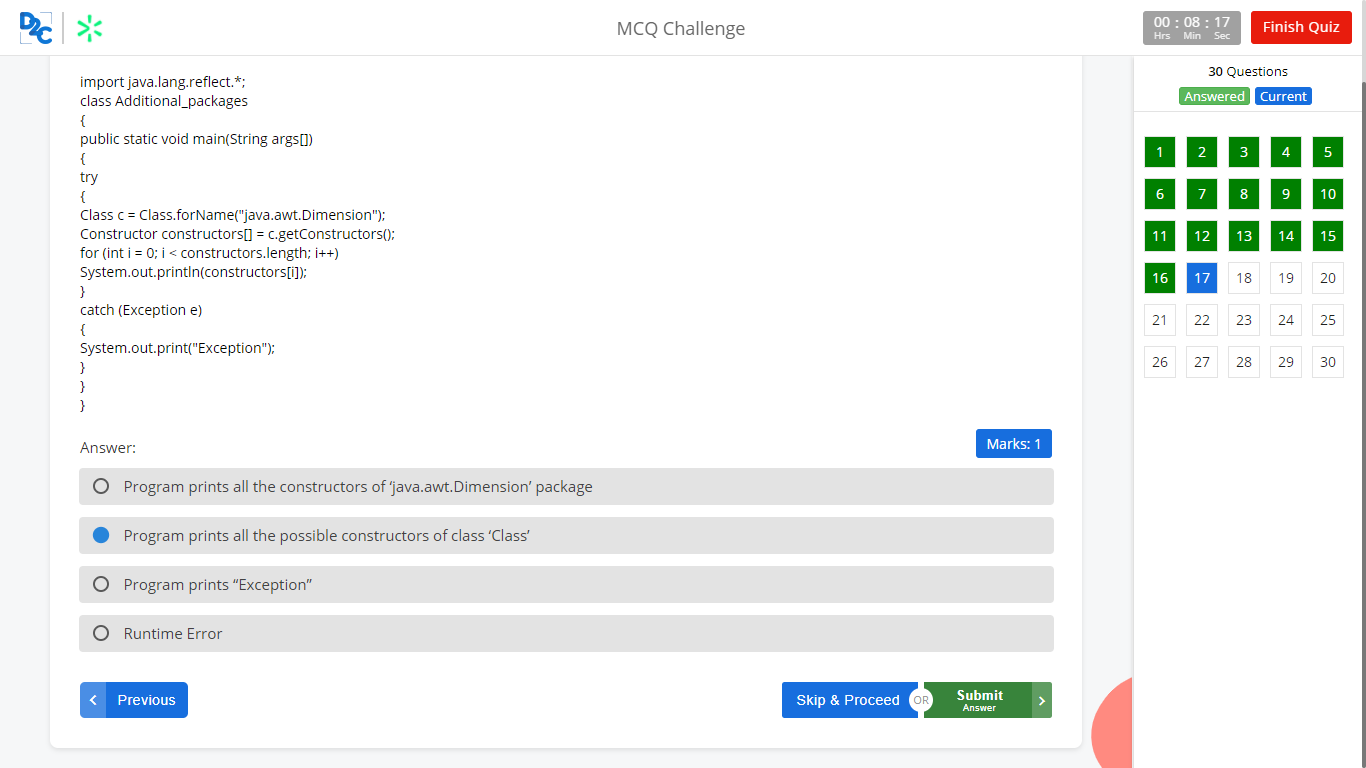 D2C
MCQ Challenge
00 : 08 : 17
Hrs Min Sec
Finish Quiz
import java.lang.reflect.*;
class Additional_packages
{
public static void main(String args[])
{
try
{
Class c = Class.forName("java.awt.Dimension");
Constructor constructors[] = c.getConstructors();
for (int i = 0; i < constructors.length; i++)
System.out.println(constructors[i]);
}
catch (Exception e)
{
System.out.print("Exception");
}
}
}
Answer:
Marks: 1
Program prints all the constructors of ‘java.awt.Dimension’ package
Program prints all the possible constructors of class ‘Class’
Program prints “Exception”
Runtime Error
Previous
Skip & Proceed
OR
Submit
Answer
30 Questions
Answered Current
1 2 3 4 5
6 7 8 9 10
11 12 13 14 15
16 17 18 19 20
21 22 23 24 25
26 27 28 29 30